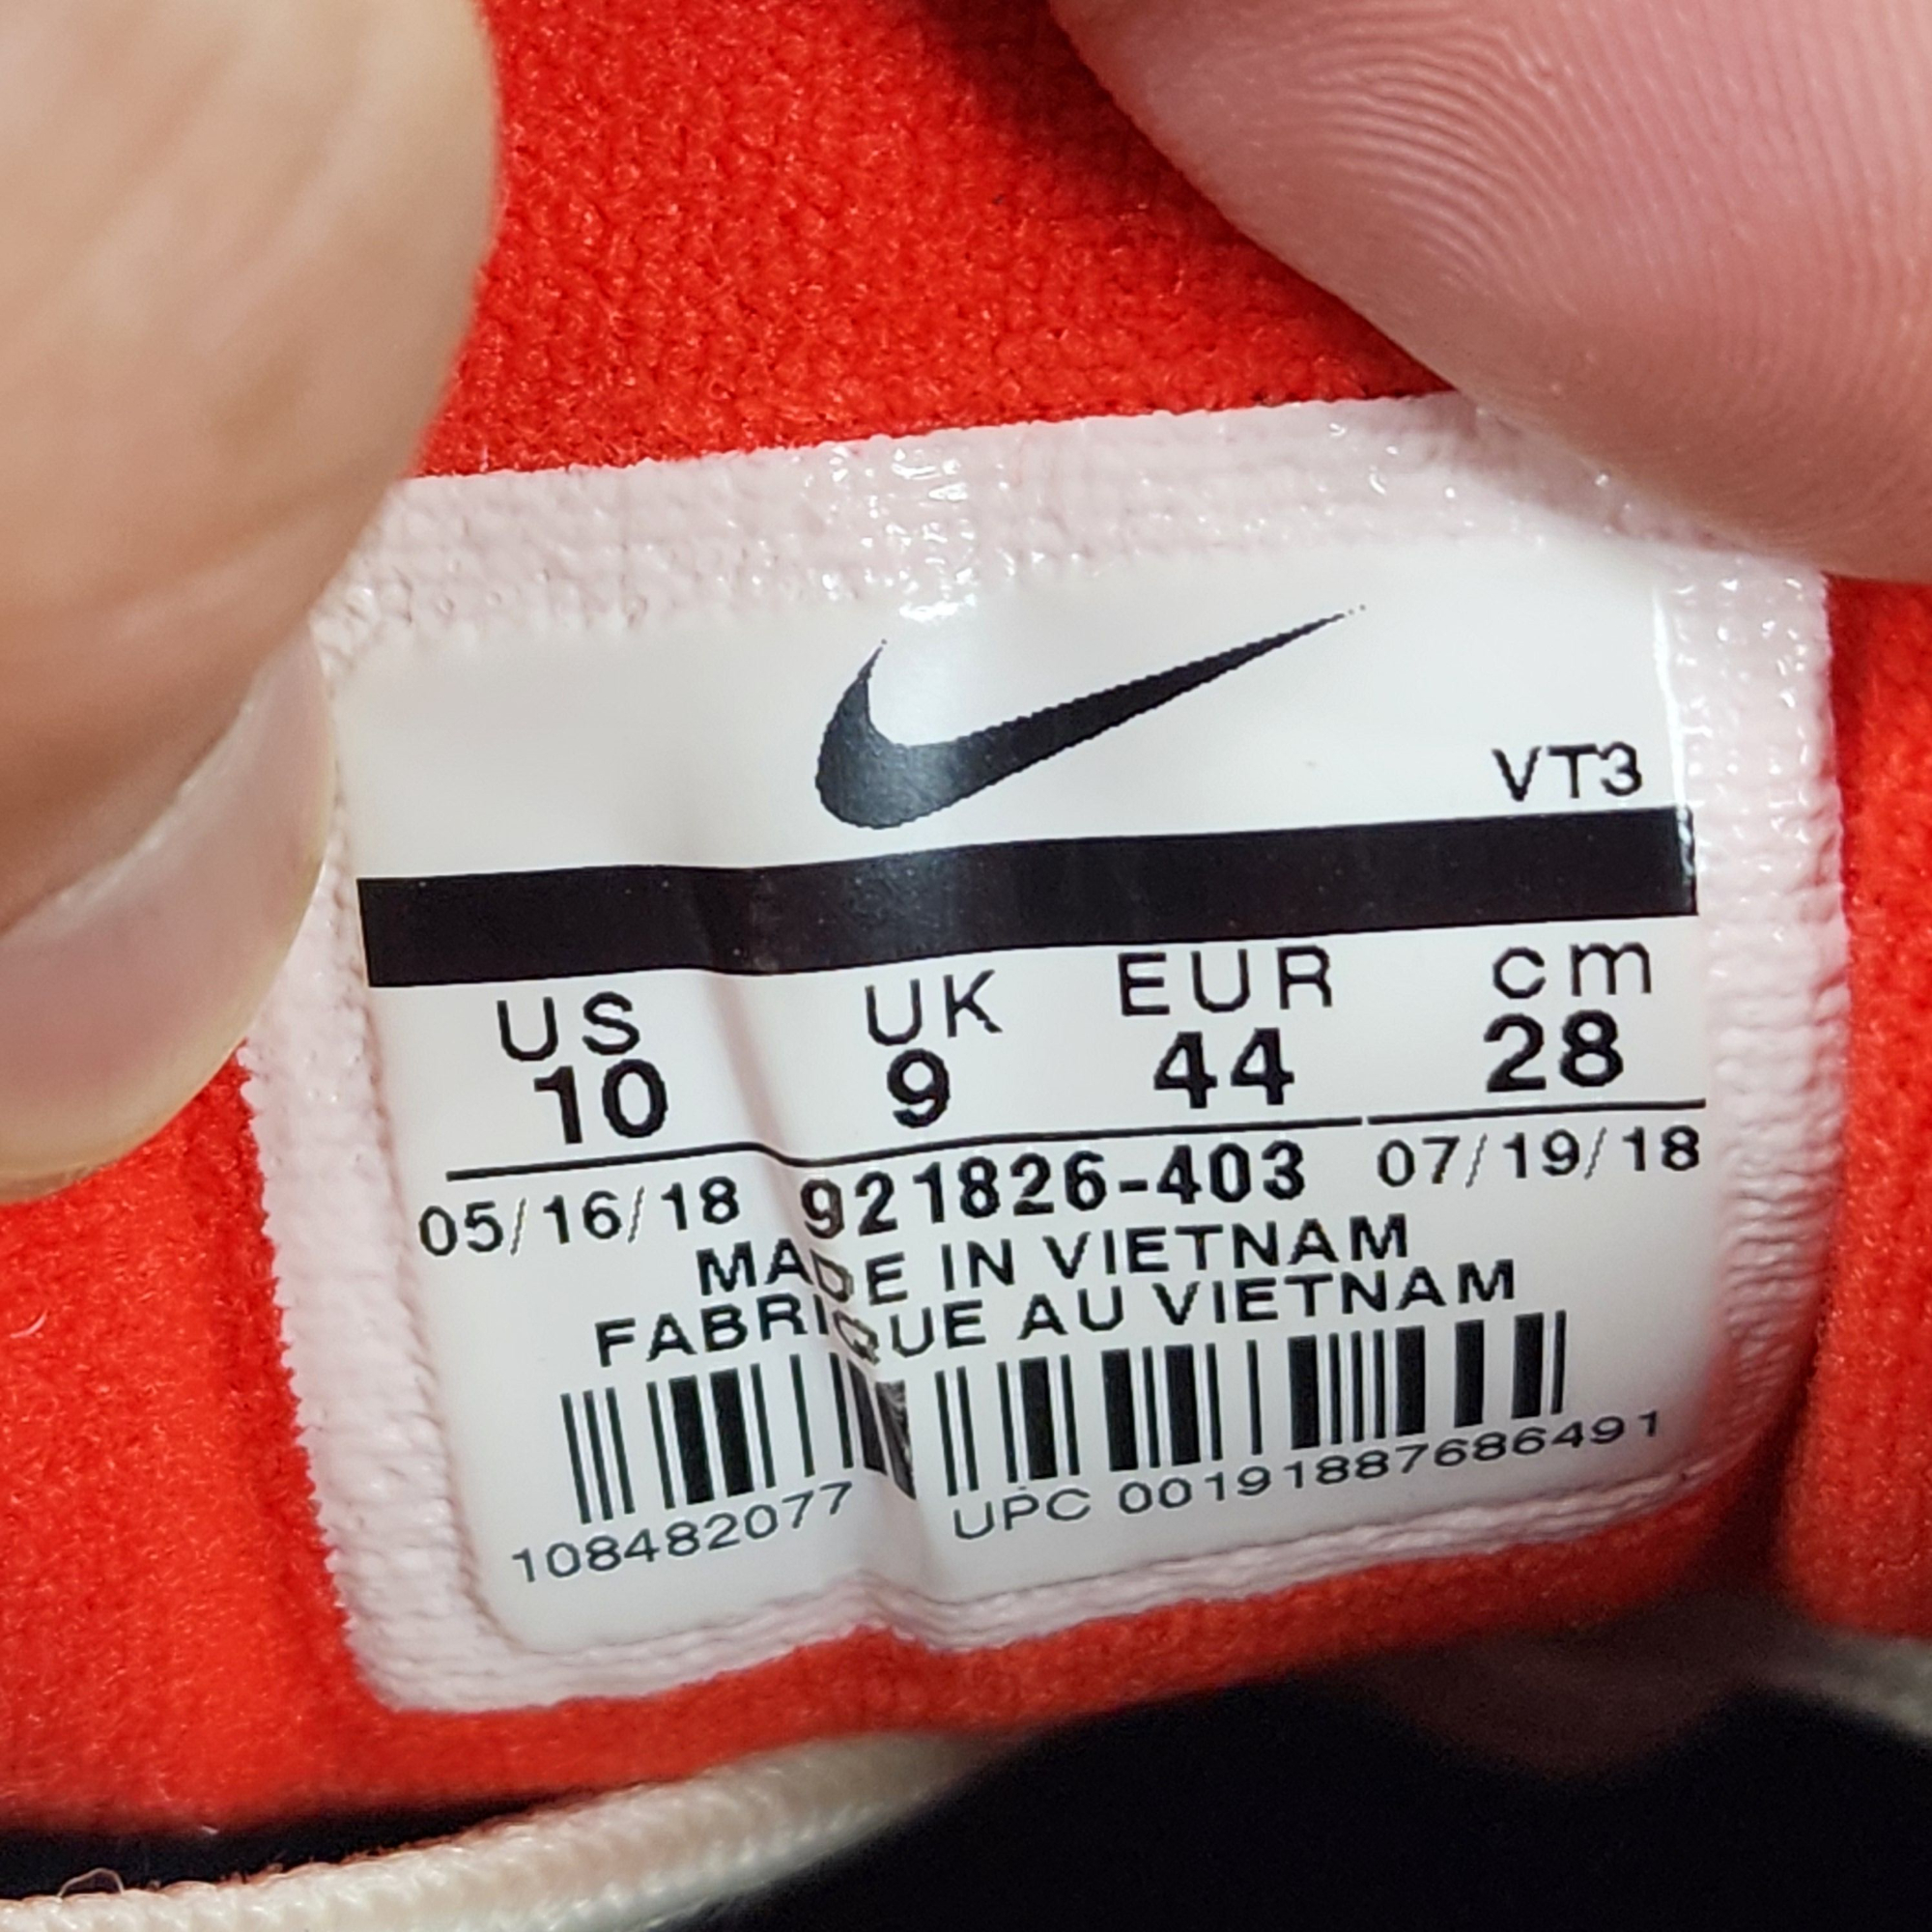 VT3
US UK EUR cm
10 9 44 28
05/16/18 921826-403 07/19/18
MADE IN VIETNAM
FABRIQUE AU VIETNAM
108482077 UPC 00191887686491